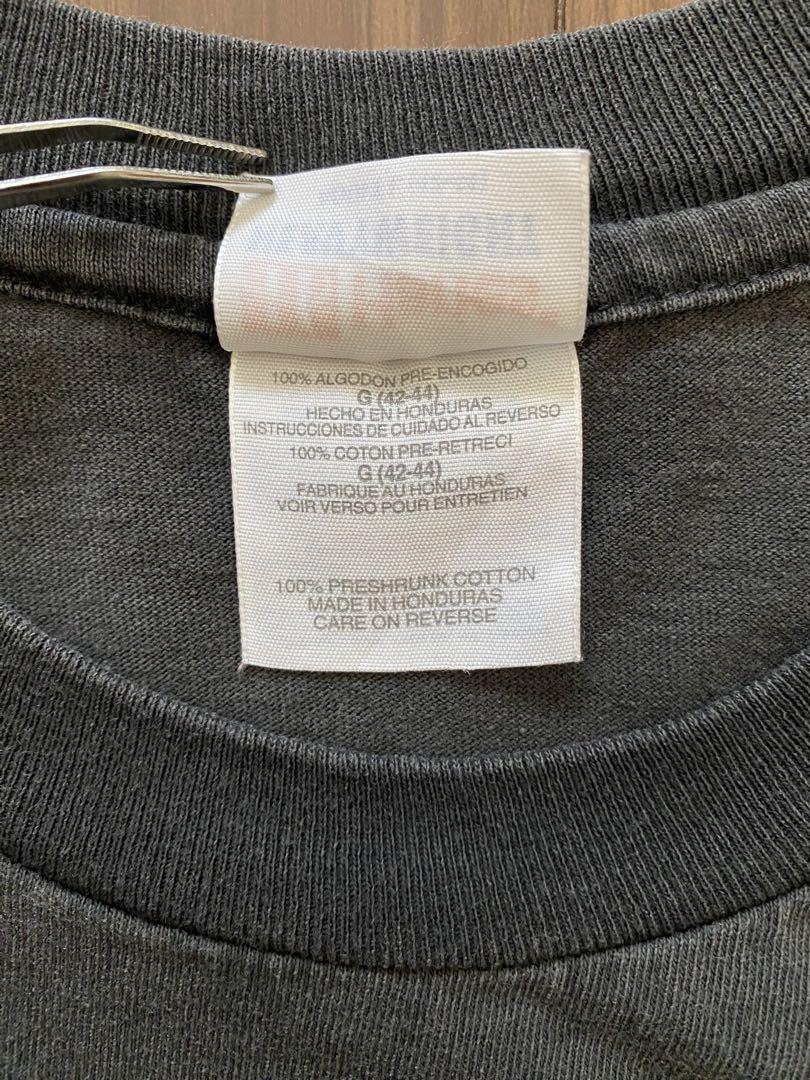 100% ALGODON PRE-ENCOGIDO
G (42-44)
HECHO EN HONDURAS
INSTRUCCIONES DE CUIDADO AL REVERSO
100% COTON PRE-RETRECI
G (42-44)
FABRIQUE AU HONDURAS
VOIR VERSO POUR ENTRETIEN
100% PRESHRUNK COTTON
MADE IN HONDURAS
CARE ON REVERSE